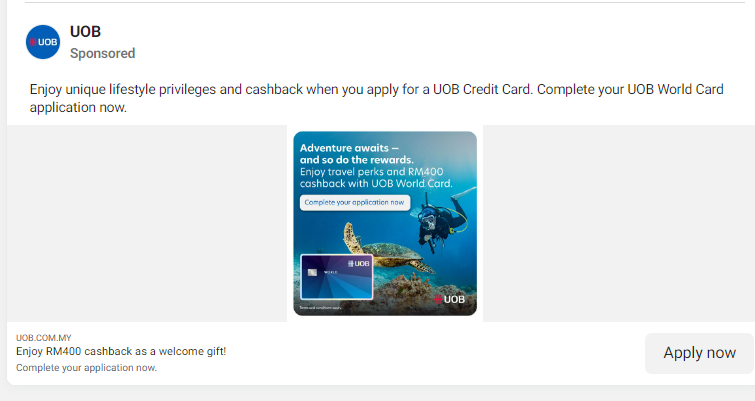 UOB
UOB
Sponsored
Enjoy unique lifestyle privileges and cashback when you apply for a UOB Credit Card. Complete your UOB World Card
application now.
Adventure awaits —
and so do the rewards.
Enjoy travel perks and RM400
cashback with UOB World Card.
Complete your application now
UOB
WORLD
UOB
Terms and conditions apply.
UOB.COM.MY
Enjoy RM400 cashback as a welcome gift!
Complete your application now.
Apply now